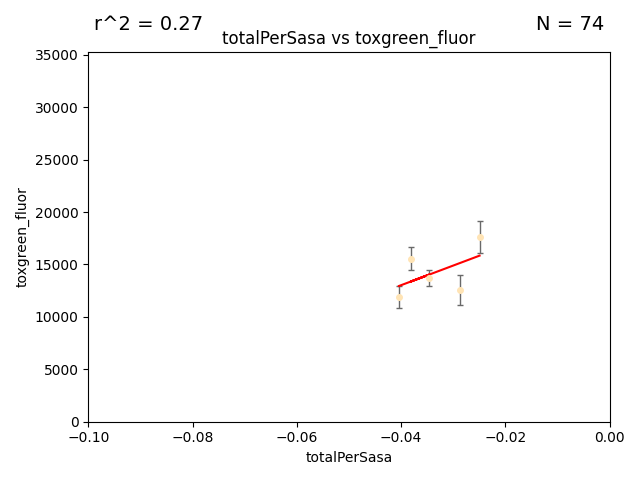 r^2 = 0.27
N = 74
totalPerSasa vs toxgreen_fluor
35000
30000
25000
20000
15000
10000
5000
0
toxgreen_fluor
−0.10
−0.08
−0.06
−0.04
−0.02
0.00
totalPerSasa